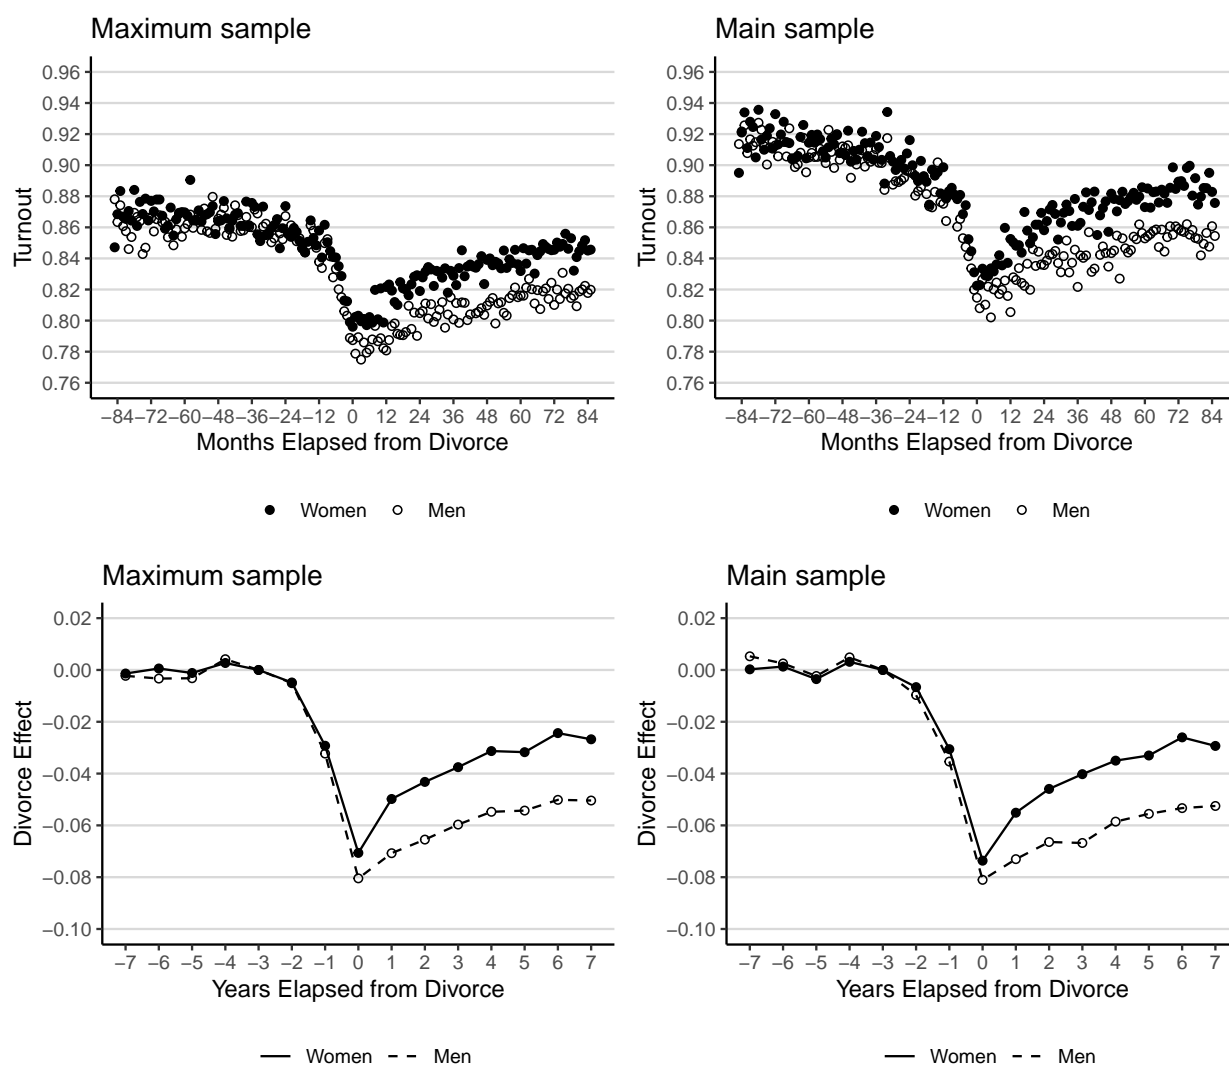 Maximum sample
Turnout
0.96
0.94
0.92
0.90
0.88
0.86
0.84
0.82
0.80
0.78
0.76
−84 −72 −60 −48 −36 −24 −12 0 12 24 36 48 60 72 84
Months Elapsed from Divorce
Women Men
Main sample
Turnout
0.96
0.94
0.92
0.90
0.88
0.86
0.84
0.82
0.80
0.78
0.76
−84 −72 −60 −48 −36 −24 −12 0 12 24 36 48 60 72 84
Months Elapsed from Divorce
Women Men
Maximum sample
Divorce Effect
0.02
0.00
−0.02
−0.04
−0.06
−0.08
−0.10
−7 −6 −5 −4 −3 −2 −1 0 1 2 3 4 5 6 7
Years Elapsed from Divorce
Women Men
Main sample
Divorce Effect
0.02
0.00
−0.02
−0.04
−0.06
−0.08
−0.10
−7 −6 −5 −4 −3 −2 −1 0 1 2 3 4 5 6 7
Years Elapsed from Divorce
Women Men